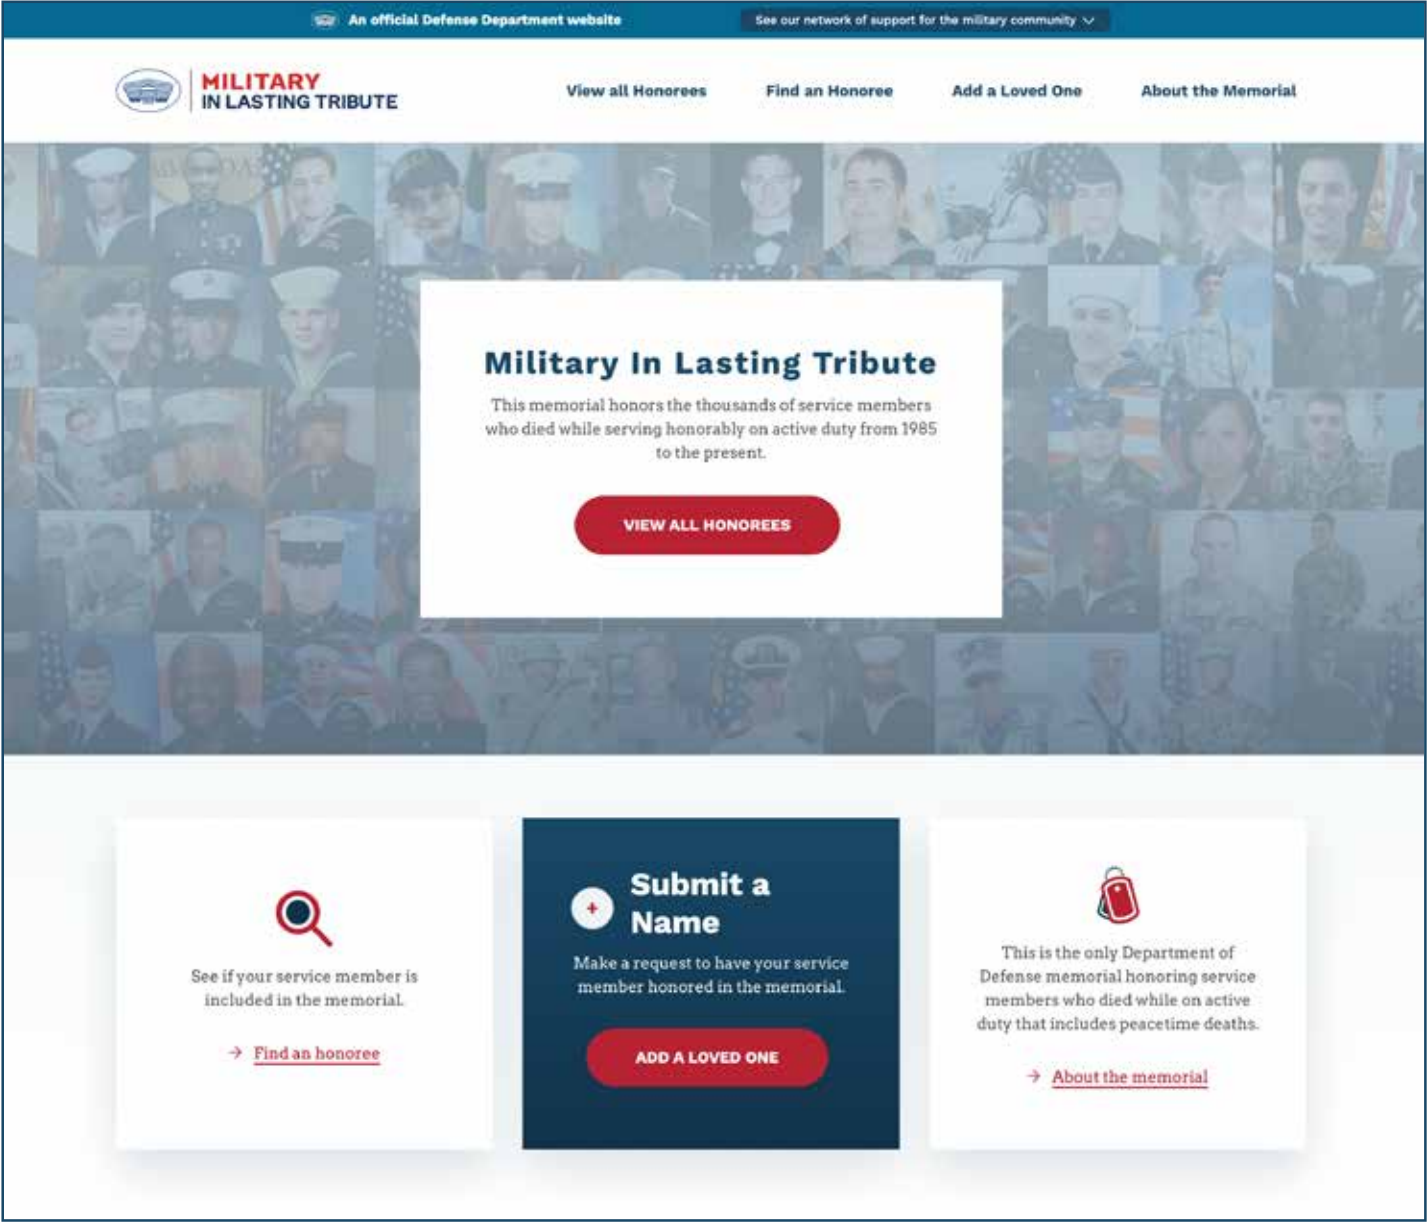 An official Defense Department website
See our network of support for the military community
MILITARY
IN LASTING TRIBUTE
View all Honorees
Find an Honoree
Add a Loved One
About the Memorial
Military In Lasting Tribute
This memorial honors the thousands of service members
who died while serving honorably on active duty from 1985
to the present.
VIEW ALL HONOREES
See if your service member is
included in the memorial.
→ Find an honoree
+
Submit a
Name
Make a request to have your service
member honored in the memorial.
ADD A LOVED ONE
This is the only Department of
Defense memorial honoring service
members who died while on active
duty that includes peacetime deaths.
→ About the memorial